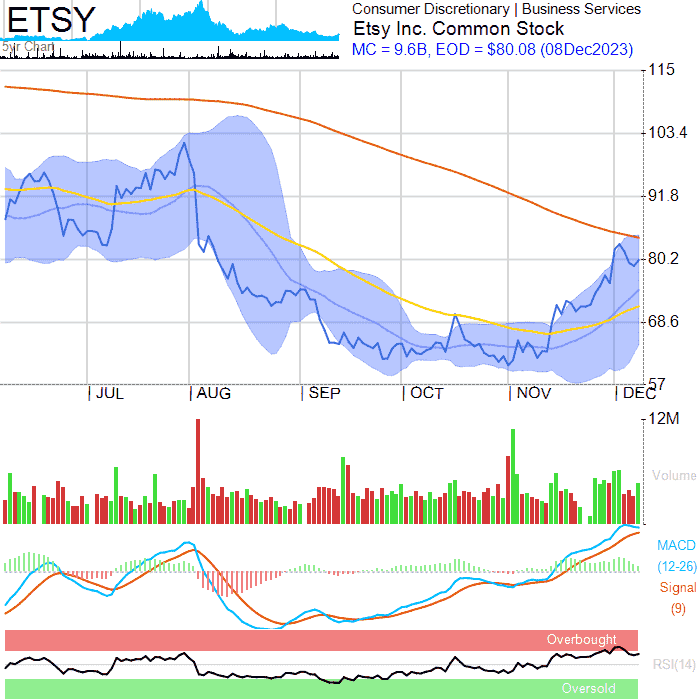 ETSY
5yr Chart
Consumer Discretionary | Business Services
Etsy Inc. Common Stock
MC = 9.6B, EOD = $80.08 (08Dec2023)
115
103.4
91.8
80.2
68.6
57
JUL AUG SEP OCT NOV DEC
12M
Volume
MACD
(12-26)
Signal
(9)
Overbought
RSI(14)
Oversold